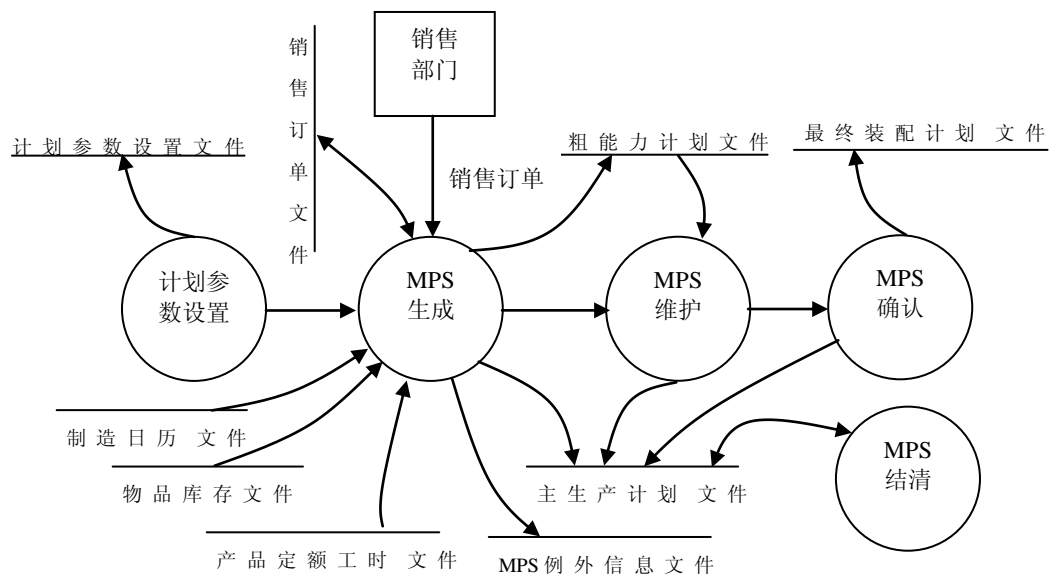 销售订单文件
销售
部门
销售订单
计划参数设置文件
粗能力计划文件
最终装配计划 文件
计划参
数设置
MPS
生成
MPS
维护
MPS
确认
制造日历 文件
物品库存文件
产品定额工时 文件
MPS例外信息文件
主生产计划 文件
MPS
结清